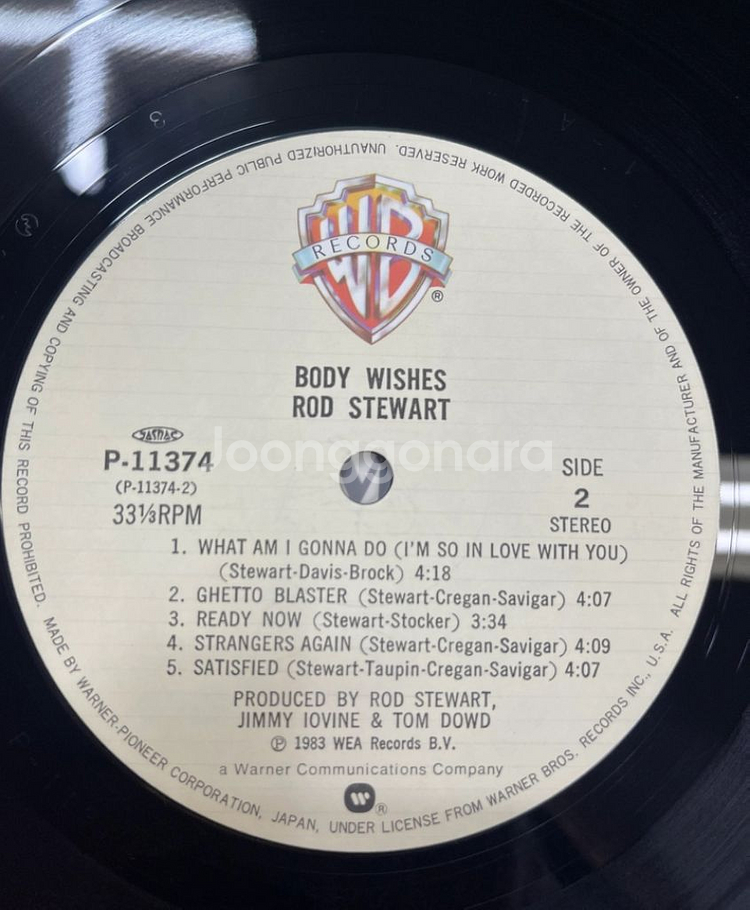 UNAUTHORIZED PUBLIC PERFORMANCE BROADCASTING AND COPYING OF THIS RECORD PROHIBITED. MADE BY WARNER-PIONEER CORPORATION, JAPAN, UNDER LICENSE FROM WARNER BROS. RECORDS INC., U.S.A. ALL RIGHTS OF THE MANUFACTURER AND OF THE OWNER OF THE RECORDED WORK RESERVED.
WB
RECORDS
®
BODY WISHES
ROD STEWART
JASRAC
P-11374
(P-11374-2)
33⅓RPM
Joonggonara
SIDE
2
STEREO
1. WHAT AM I GONNA DO (I'M SO IN LOVE WITH YOU)
(Stewart-Davis-Brock) 4:18
2. GHETTO BLASTER (Stewart-Cregan-Savigar) 4:07
3. READY NOW (Stewart-Stocker) 3:34
4. STRANGERS AGAIN (Stewart-Cregan-Savigar) 4:09
5. SATISFIED (Stewart-Taupin-Cregan-Savigar) 4:07
PRODUCED BY ROD STEWART,
JIMMY IOVINE & TOM DOWD
℗ 1983 WEA Records B.V.
a Warner Communications Company
®